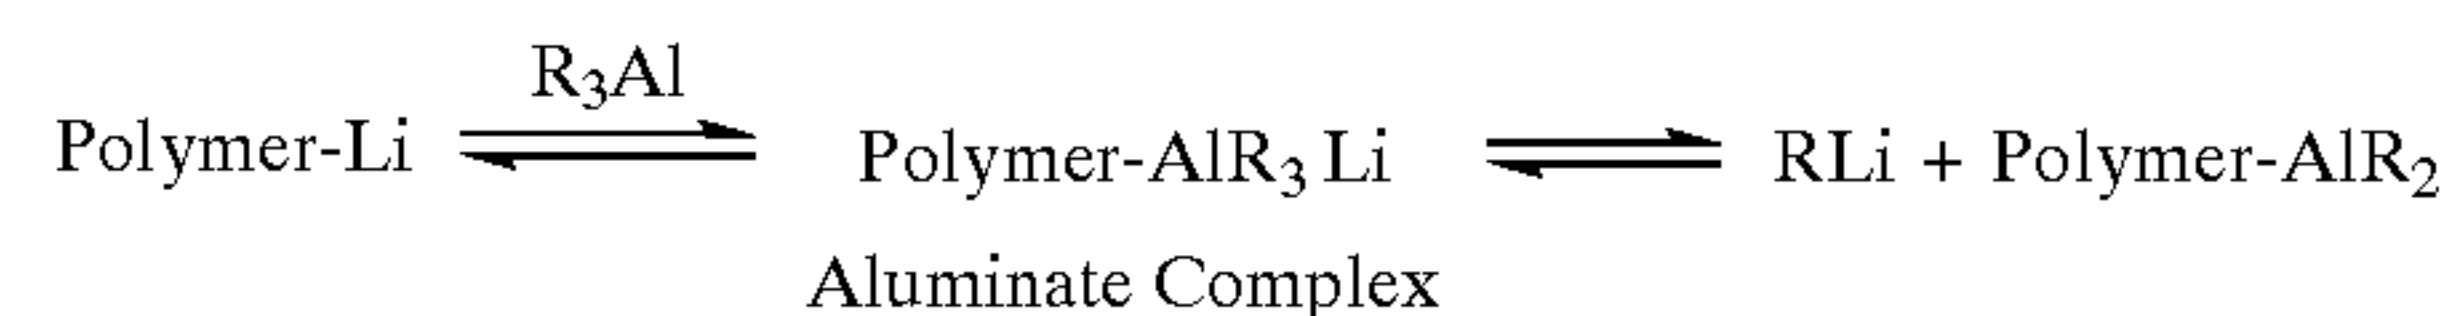 R₃Al
Polymer-Li ⇌ Polymer-AlR₃ Li ⇌ RLi + Polymer-AlR₂
Aluminate Complex